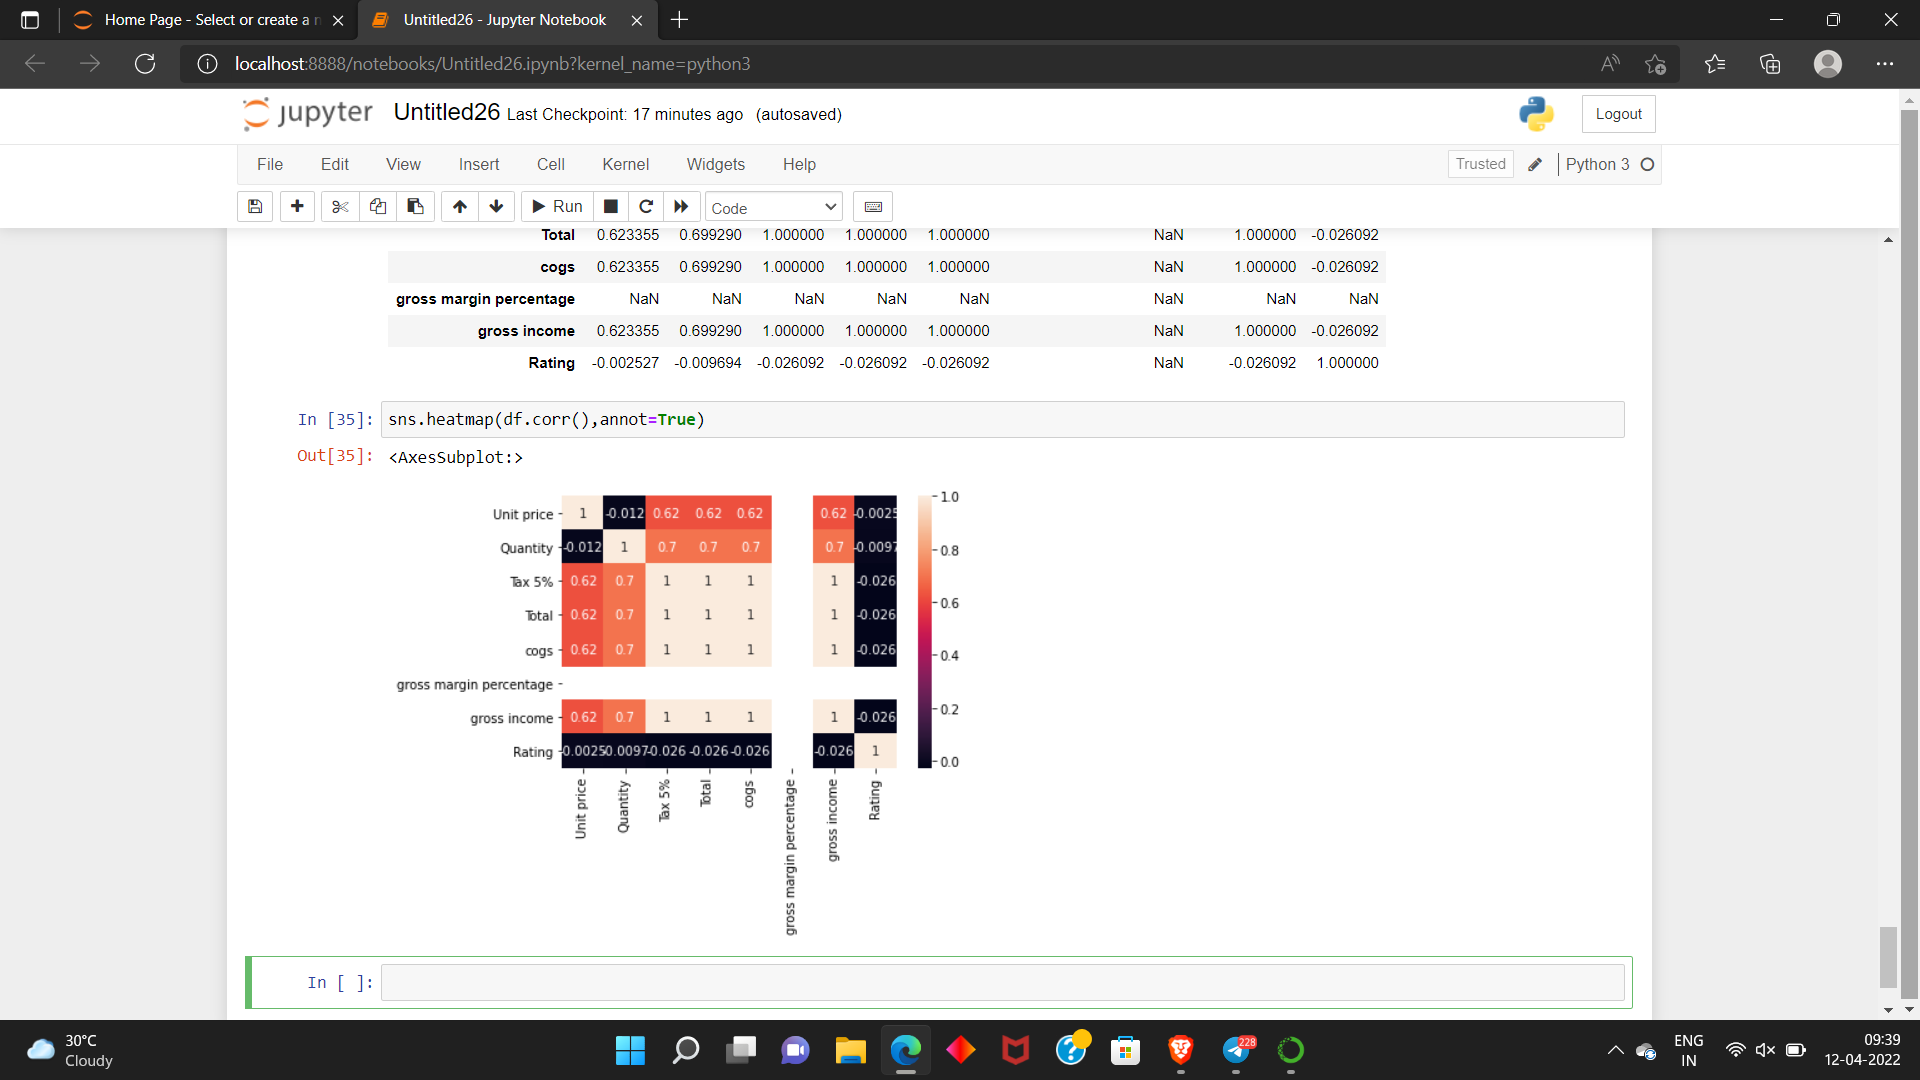 Home Page - Select or create a n
Untitled26 - Jupyter Notebook
localhost:8888/notebooks/Untitled26.ipynb?kernel_name=python3
jupyter Untitled26 Last Checkpoint: 17 minutes ago (autosaved)
Logout
File Edit View Insert Cell Kernel Widgets Help
Trusted Python 3
Run Code
Total 0.623355 0.699290 1.000000 1.000000 1.000000 NaN 1.000000 -0.026092
cogs 0.623355 0.699290 1.000000 1.000000 1.000000 NaN 1.000000 -0.026092
gross margin percentage NaN NaN NaN NaN NaN NaN NaN NaN
gross income 0.623355 0.699290 1.000000 1.000000 1.000000 NaN 1.000000 -0.026092
Rating -0.002527 -0.009694 -0.026092 -0.026092 -0.026092 NaN -0.026092 1.000000
In [35]: sns.heatmap(df.corr(),annot=True)
Out[35]: <AxesSubplot:>
Unit price 1 -0.012 0.62 0.62 0.62 0.62 -0.0025
Quantity -0.012 1 0.7 0.7 0.7 0.7 -0.0097
Tax 5% 0.62 0.7 1 1 1 1 -0.026
Total 0.62 0.7 1 1 1 1 -0.026
cogs 0.62 0.7 1 1 1 1 -0.026
gross margin percentage
gross income 0.62 0.7 1 1 1 1 -0.026
Rating -0.0025 -0.0097 -0.026 -0.026 -0.026 -0.026 1
Unit price
Quantity
Tax 5%
Total
cogs
gross margin percentage
gross income
Rating
1.0
0.8
0.6
0.4
0.2
0.0
In [ ]:
30°C
Cloudy
228
ENG
IN
09:39
12-04-2022